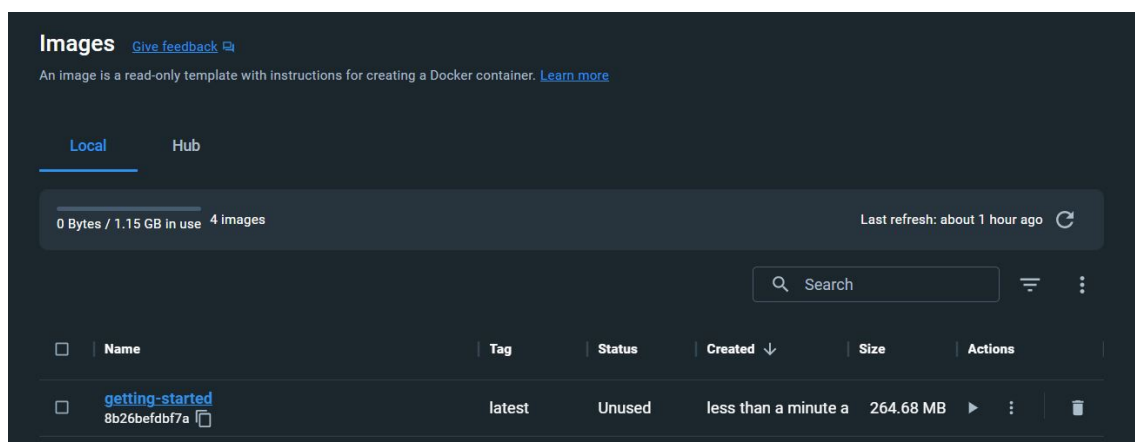 Images Give feedback
An image is a read-only template with instructions for creating a Docker container. Learn more
Local Hub
0 Bytes / 1.15 GB in use 4 images Last refresh: about 1 hour ago
Search
Name Tag Status Created Size Actions
getting-started latest Unused less than a minute a 264.68 MB
8b26befdbf7a